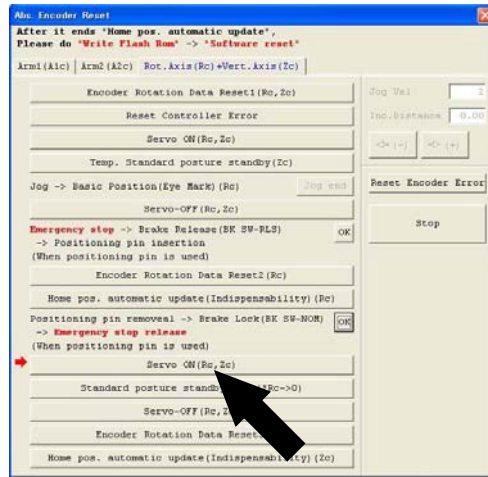 Abs. Encoder Reset
After it ends "Home pos. automatic update",
Please do "Write Flash Rom" -> "Software reset"
Arm1(A1c) Arm2(A2c) Rot.Axis(Rc)+Vert.Axis(Zc)
Encoder Rotation Data Reset1(Rc,Zc)
Reset Controller Error
Servo ON(Rc,Zc)
Temp. Standard posture standby(Zc)
Jog -> Basic Position(Eye Mark)(Rc) Jog end
Servo-OFF(Rc,Zc)
Emergency stop -> Brake Release(BK SW-RLS) OK
-> Positioning pin insertion
(When positioning pin is used)
Encoder Rotation Data Reset2(Rc)
Home pos. automatic update(Indispensability)(Rc)
Positioning pin removeal -> Brake Lock(BK SW-NOM) OK
-> Emergency stop release
(When positioning pin is used)
Servo ON(Rc,Zc)
Standard posture Rc->0)
Servo-OFF(Rc,
Encoder Rotation Data
Home pos. automatic update(Indispensability)(Zc)
Jog Vel 2
Inc.Distance 0.00
(-) (+)
Reset Encoder Error
Stop